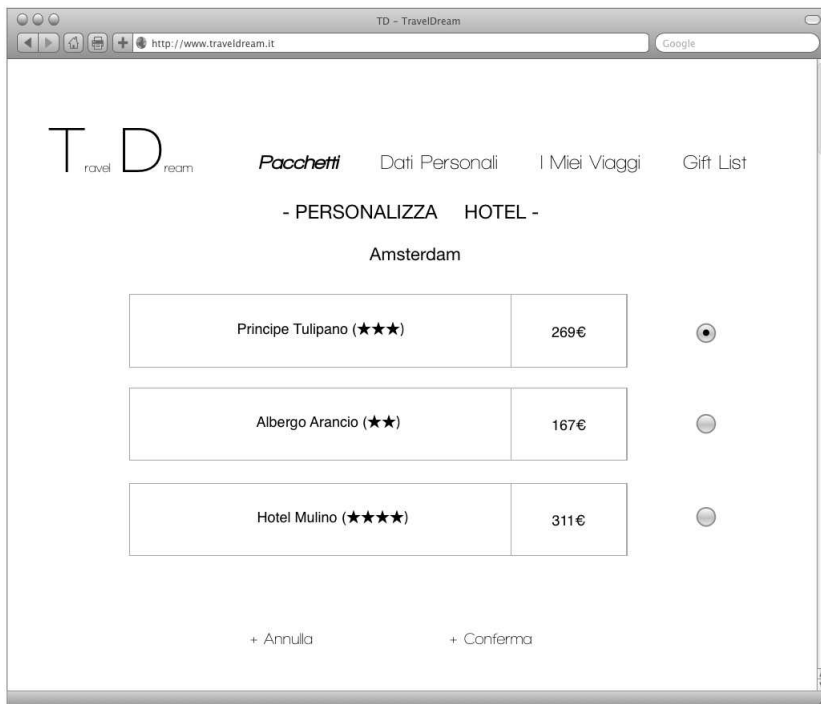 TD - TravelDream
http://www.traveldream.it
Google
Travel Dream
Pacchetti Dati Personali I Miei Viaggi Gift List
- PERSONALIZZA HOTEL -
Amsterdam
Principe Tulipano (★★★) 269€
Albergo Arancio (★★) 167€
Hotel Mulino (★★★★) 311€
+ Annulla + Conferma